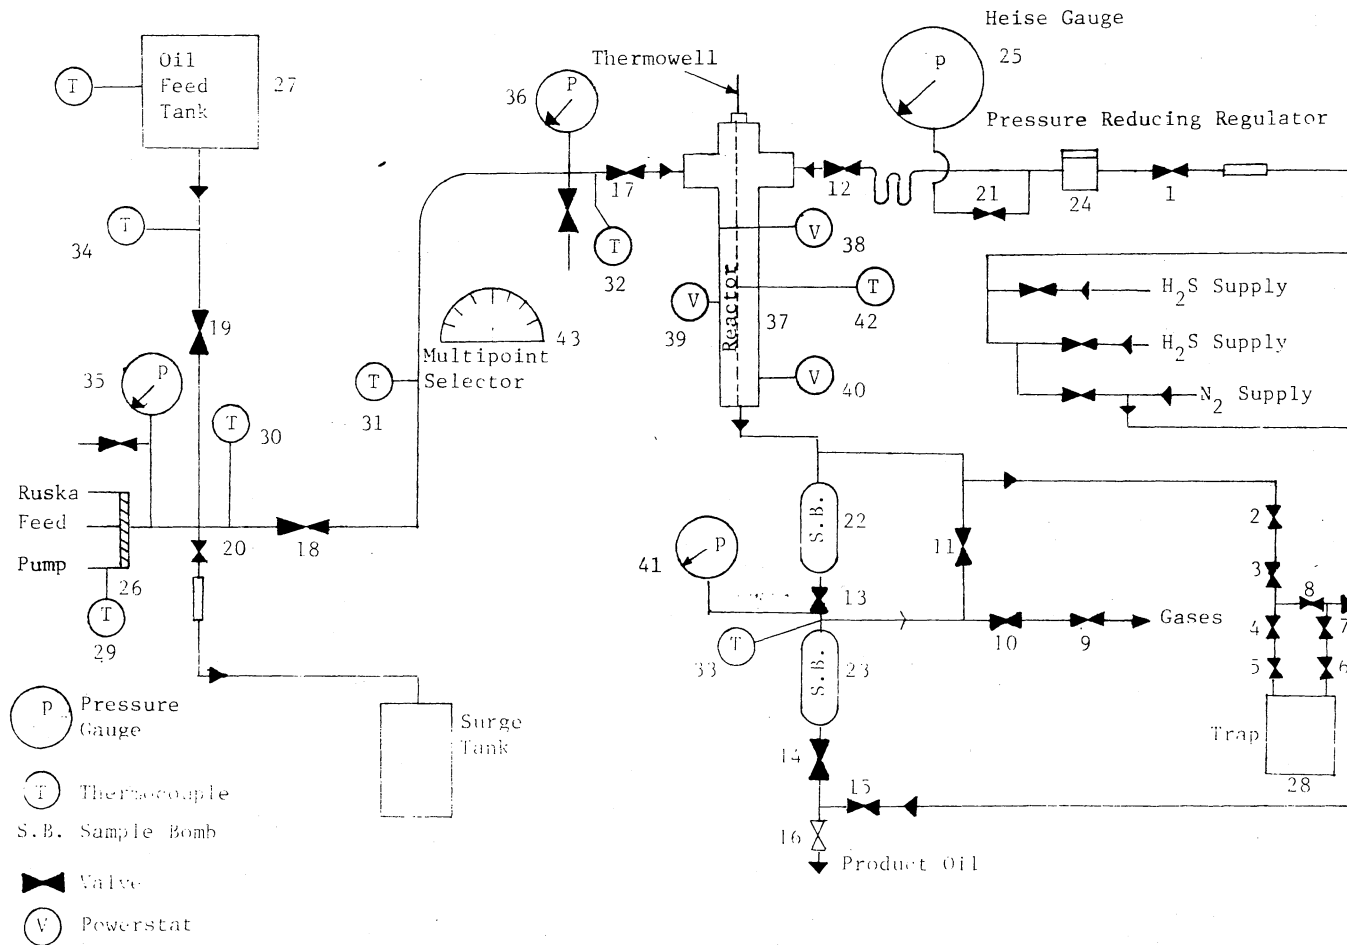 Heise Gauge
25
P
Thermowell
Oil
Feed
Tank
27
T
36
P
Pressure Reducing Regulator
17
12
21
24
1
34
T
T
32
V
38
H2S Supply
Reactor
T
42
V
39
37
19
43
Multipoint
Selector
H2S Supply
35
P
T
31
V
40
N2 Supply
T
30
Ruska
Feed
Pump
26
20
18
S.B.
22
11
2
3
41
P
13
8
T
29
10
9
Gases
4
7
T
33
S.B.
23
5
6
P
Pressure
Gauge
Surge
Tank
Trap
28
14
15
T
Thermocouple
S.B. Sample Bomb
16
Product Oil
Valve
V
Powerstat